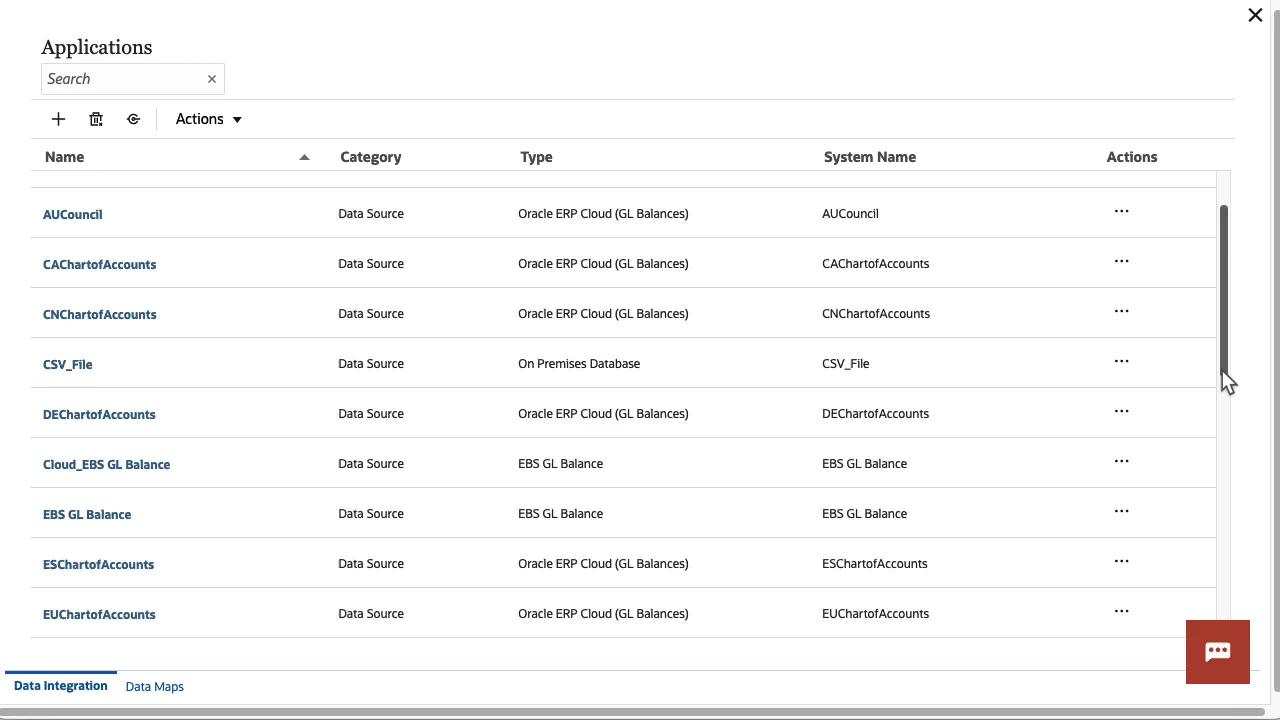 Applications
Search
Actions
Name Category Type System Name Actions
AUCouncil Data Source Oracle ERP Cloud (GL Balances) AUCouncil
CAChartofAccounts Data Source Oracle ERP Cloud (GL Balances) CAChartofAccounts
CNChartofAccounts Data Source Oracle ERP Cloud (GL Balances) CNChartofAccounts
CSV_File Data Source On Premises Database CSV_File
DEChartofAccounts Data Source Oracle ERP Cloud (GL Balances) DEChartofAccounts
Cloud_EBS GL Balance Data Source EBS GL Balance EBS GL Balance
EBS GL Balance Data Source EBS GL Balance EBS GL Balance
ESChartofAccounts Data Source Oracle ERP Cloud (GL Balances) ESChartofAccounts
EUChartofAccounts Data Source Oracle ERP Cloud (GL Balances) EUChartofAccounts
Data Integration Data Maps